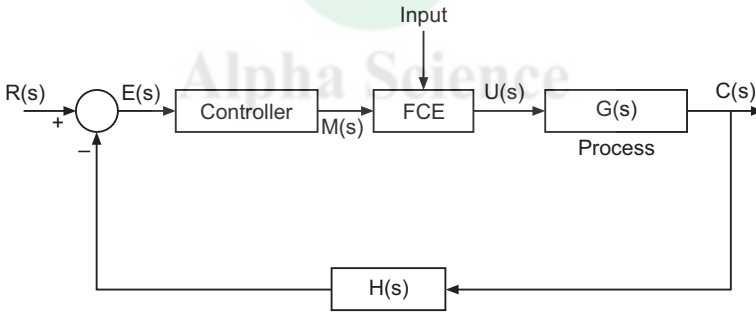 Input
Alpha Science
R(s)
E(s)
Controller
M(s)
FCE
U(s)
G(s)
C(s)
+
–
Process
H(s)